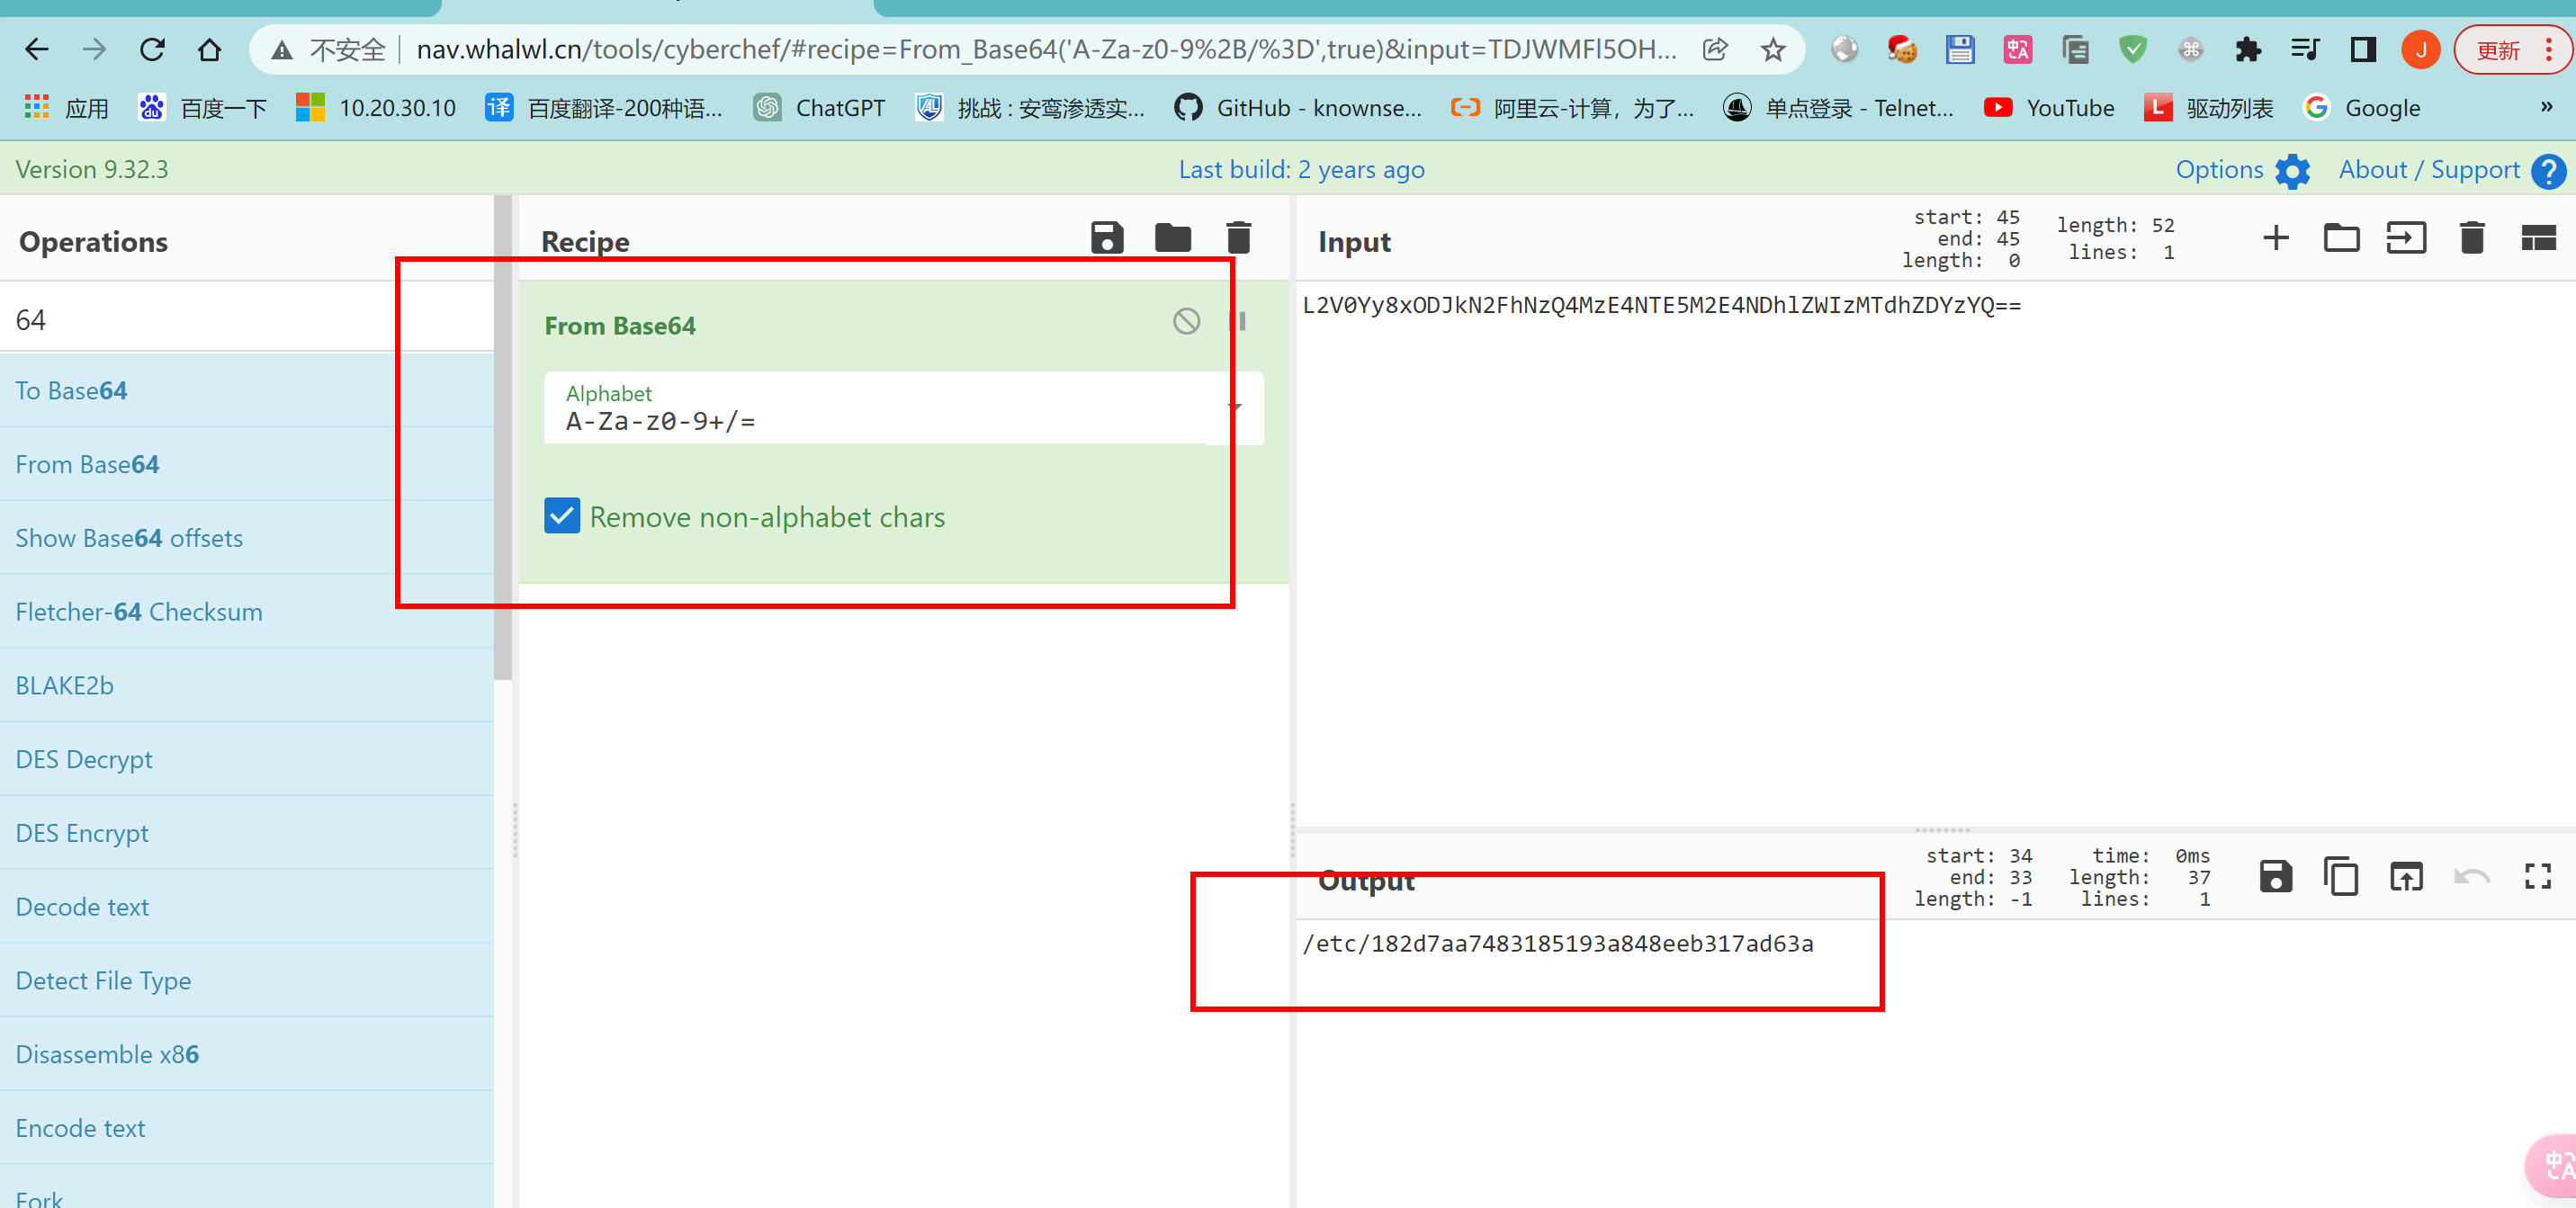 不安全 nav.whalwl.cn/tools/cyberchef/#recipe=From_Base64('A-Za-z0-9%2B/%3D',true)&input=TDJWMFl5OH... J 更新
应用 百度一下 10.20.30.10 百度翻译-200种语... ChatGPT 挑战 : 安鸾渗透实... GitHub - knownse... 阿里云-计算，为了... 单点登录 - Telnet... YouTube 驱动列表 Google »
Version 9.32.3 Last build: 2 years ago Options About / Support
Operations
64
To Base64
From Base64
Show Base64 offsets
Fletcher-64 Checksum
BLAKE2b
DES Decrypt
DES Encrypt
Decode text
Detect File Type
Disassemble x86
Encode text
Fork
Recipe
From Base64
Alphabet
A-Za-z0-9+/=
Remove non-alphabet chars
Input
start: 45
end: 45
length: 0
length: 52
lines: 1
L2V0Yy8xODJkN2FhNzQ4MzE4NTE5M2E4NDhlZWIzMTdhZDYzYQ==
Output
start: 34
end: 33
length: -1
time: 0ms
length: 37
lines: 1
/etc/182d7aa7483185193a848eeb317ad63a